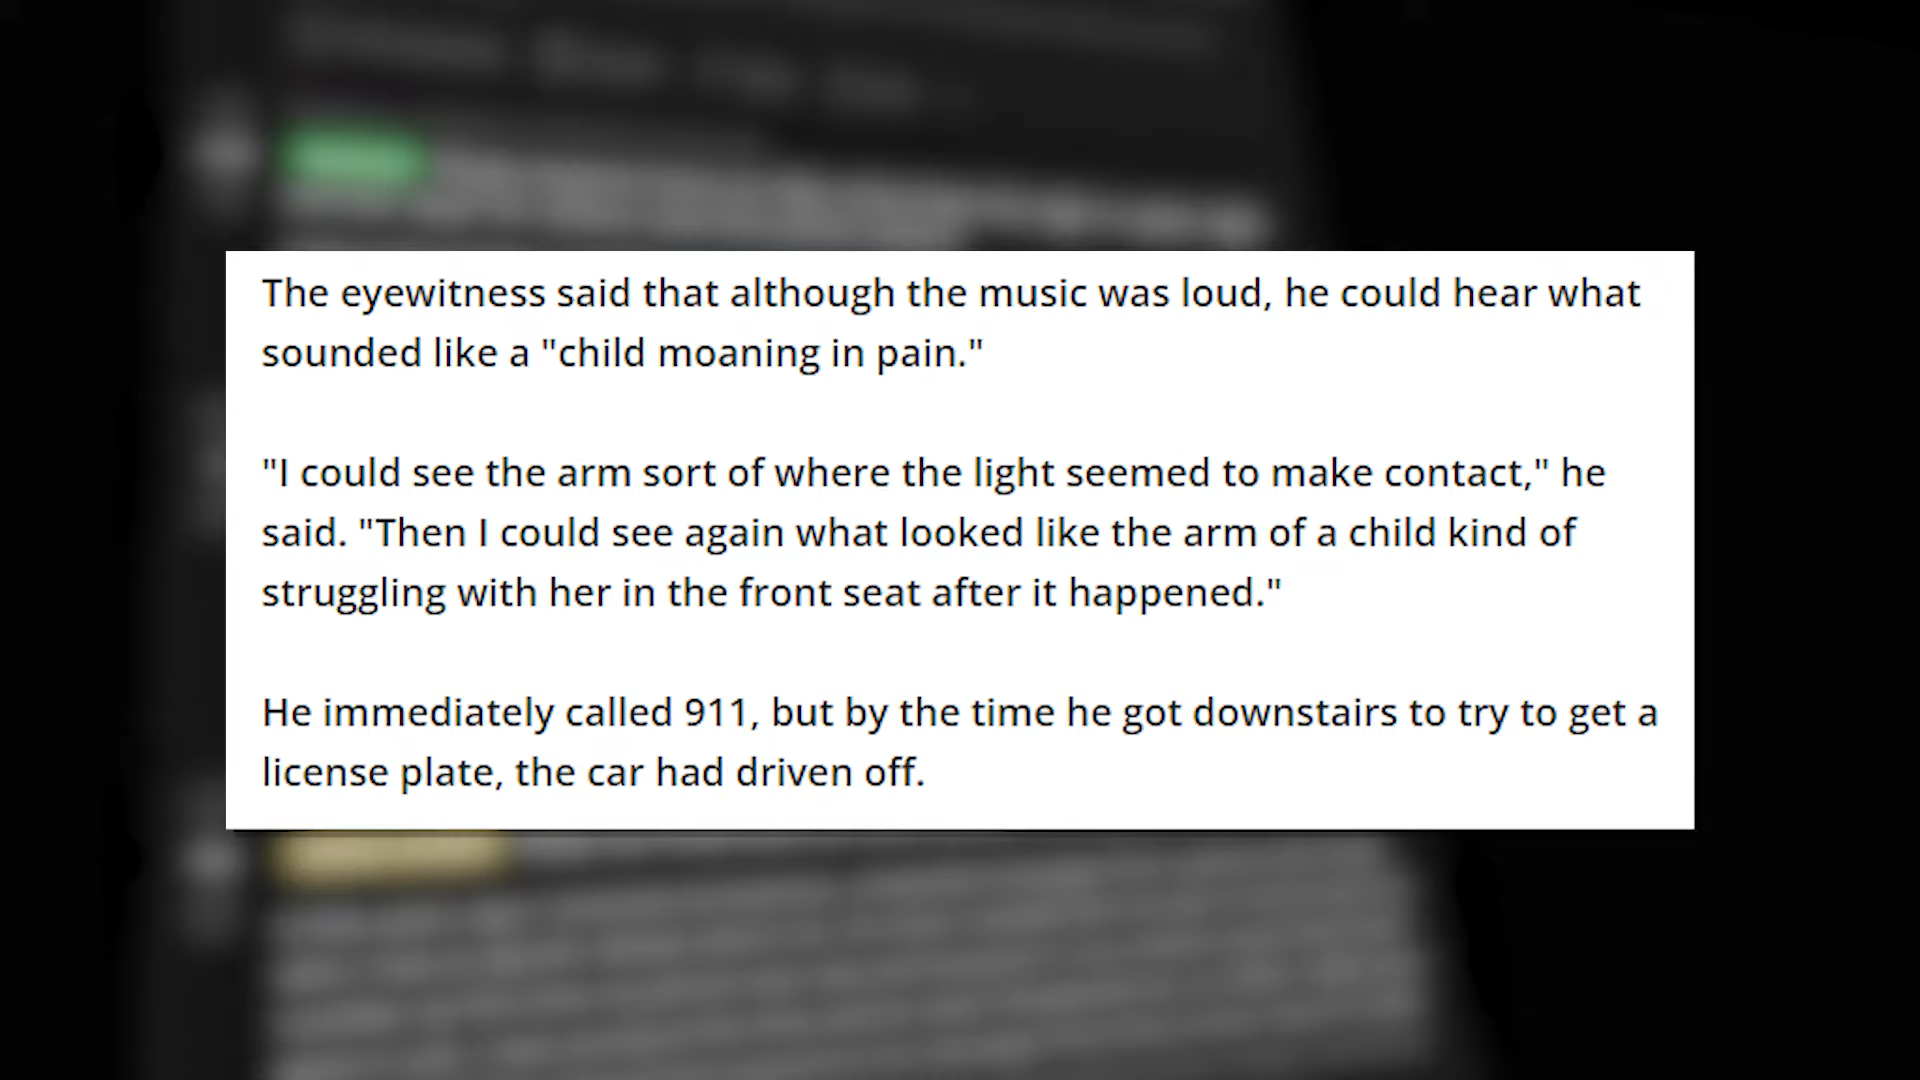 The eyewitness said that although the music was loud, he could hear what
sounded like a "child moaning in pain."
"I could see the arm sort of where the light seemed to make contact," he
said. "Then I could see again what looked like the arm of a child kind of
struggling with her in the front seat after it happened."
He immediately called 911, but by the time he got downstairs to try to get a
license plate, the car had driven off.